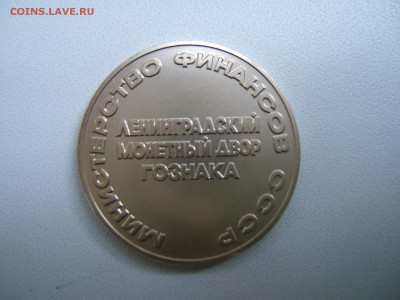 COINS.LAVE.RU
МИНИСТЕРСТВО ФИНАНСОВ СССР
ЛЕНИНГРАДСКИЙ
МОНЕТНЫЙ ДВОР
ГОЗНАКА